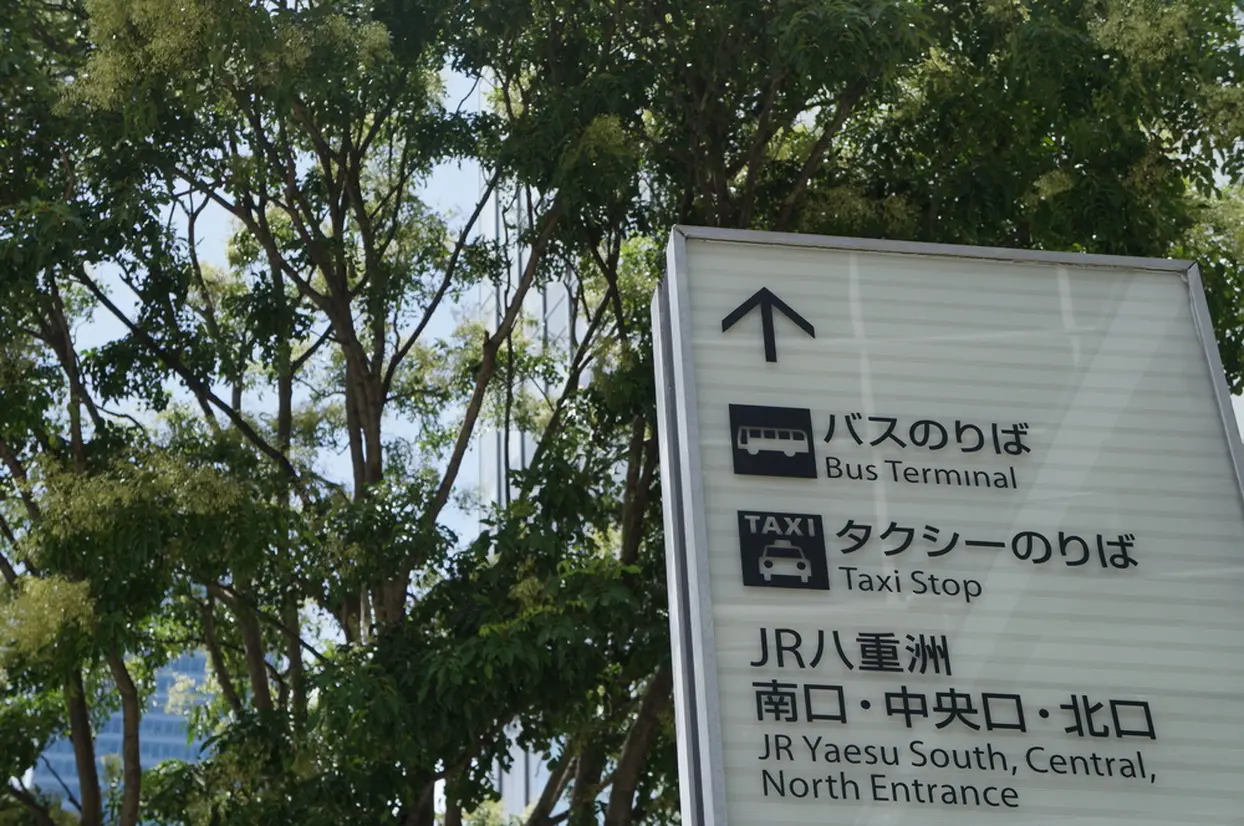 バスのりば
Bus Terminal
TAXI
タクシーのりば
Taxi Stop
JR八重洲
南口・中央口・北口
JR Yaesu South, Central,
North Entrance